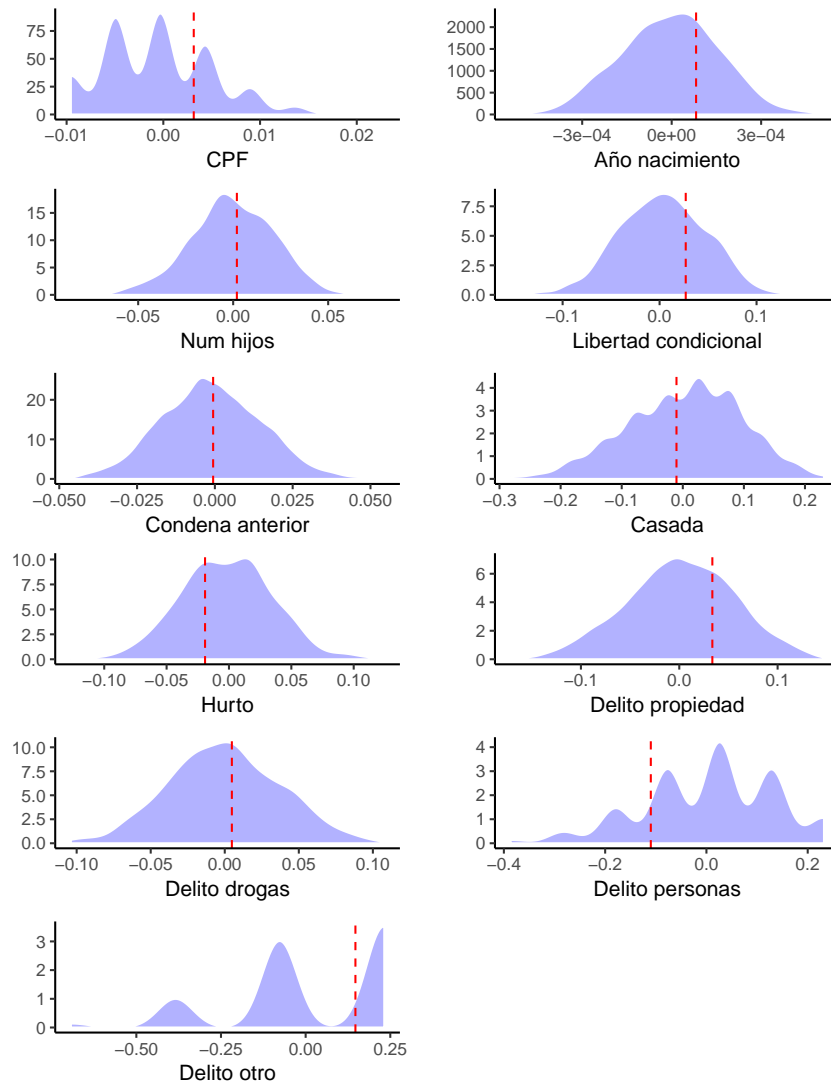 75
50
25
0
−0.01 0.00 0.01 0.02
CPF
2000
1500
1000
500
0
−3e−04 0e+00 3e−04
Año nacimiento
15
10
5
0
−0.05 0.00 0.05
Num hijos
7.5
5.0
2.5
0.0
−0.1 0.0 0.1
Libertad condicional
20
10
0
−0.050 −0.025 0.000 0.025 0.050
Condena anterior
4
3
2
1
0
−0.3 −0.2 −0.1 0.0 0.1 0.2
Casada
10.0
7.5
5.0
2.5
0.0
−0.10 −0.05 0.00 0.05 0.10
Hurto
6
4
2
0
−0.1 0.0 0.1
Delito propiedad
10.0
7.5
5.0
2.5
0.0
−0.10 −0.05 0.00 0.05 0.10
Delito drogas
4
3
2
1
0
−0.4 −0.2 0.0 0.2
Delito personas
3
2
1
0
−0.50 −0.25 0.00 0.25
Delito otro